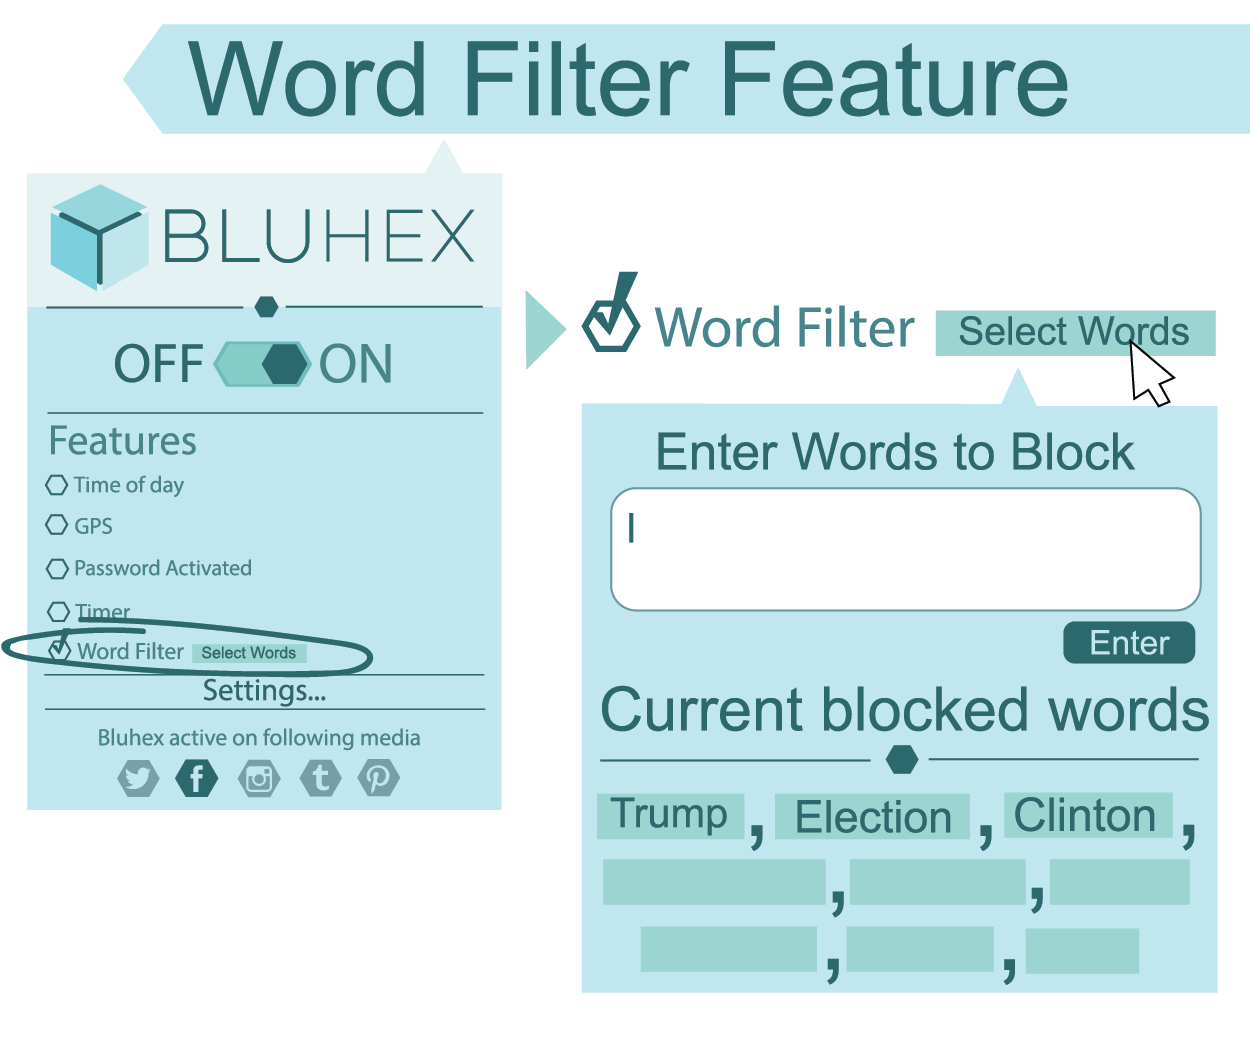 Word Filter Feature
BLUHEX
OFF ON
Features
Time of day
GPS
Password Activated
Timer
Word Filter Select Words
Settings...
Bluhex active on following media
Word Filter Select Words
Enter Words to Block
Enter
Current blocked words
Trump, Election, Clinton,